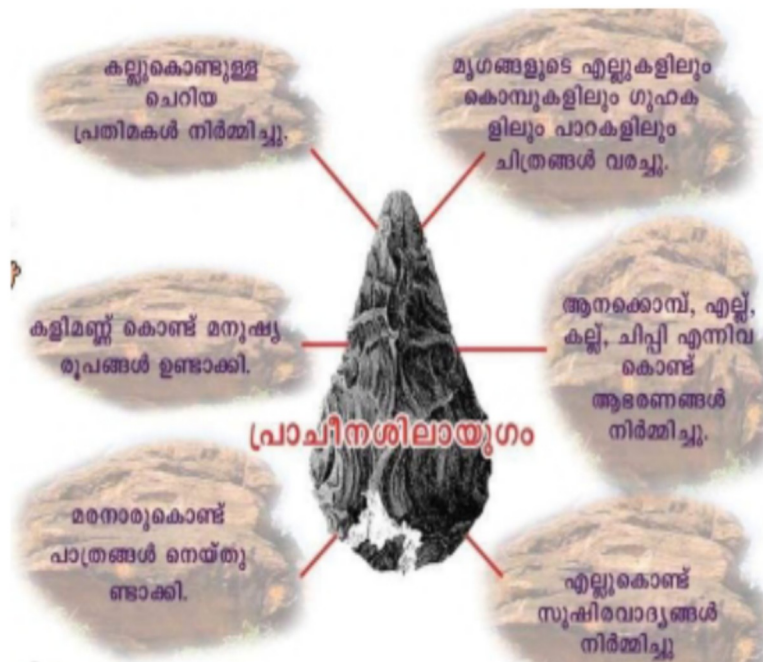 കല്ലുകൊണ്ടുള്ള
ചെറിയ
പ്രതിമകൾ നിർമ്മിച്ചു.
മൃഗങ്ങളുടെ എല്ലുകളിലും
കൊമ്പുകളിലും ഗുഹക
ളിലും പാറകളിലും
ചിത്രങ്ങൾ വരച്ചു.
കളിമണ്ണ് കൊണ്ട് മനുഷ്യ
രൂപങ്ങൾ ഉണ്ടാക്കി.
ആനക്കൊമ്പ്, എല്ല്,
കല്ല്, ചിപ്പി എന്നിവ
കൊണ്ട്
ആഭരണങ്ങൾ
നിർമ്മിച്ചു.
പ്രാചീനശിലായുഗം
മരനാരുകൊണ്ട്
പാത്രങ്ങൾ നെയ്തു
ണ്ടാക്കി.
എല്ലുകൊണ്ട്
സുഷിരവാദ്യങ്ങൾ
നിർമ്മിച്ചു